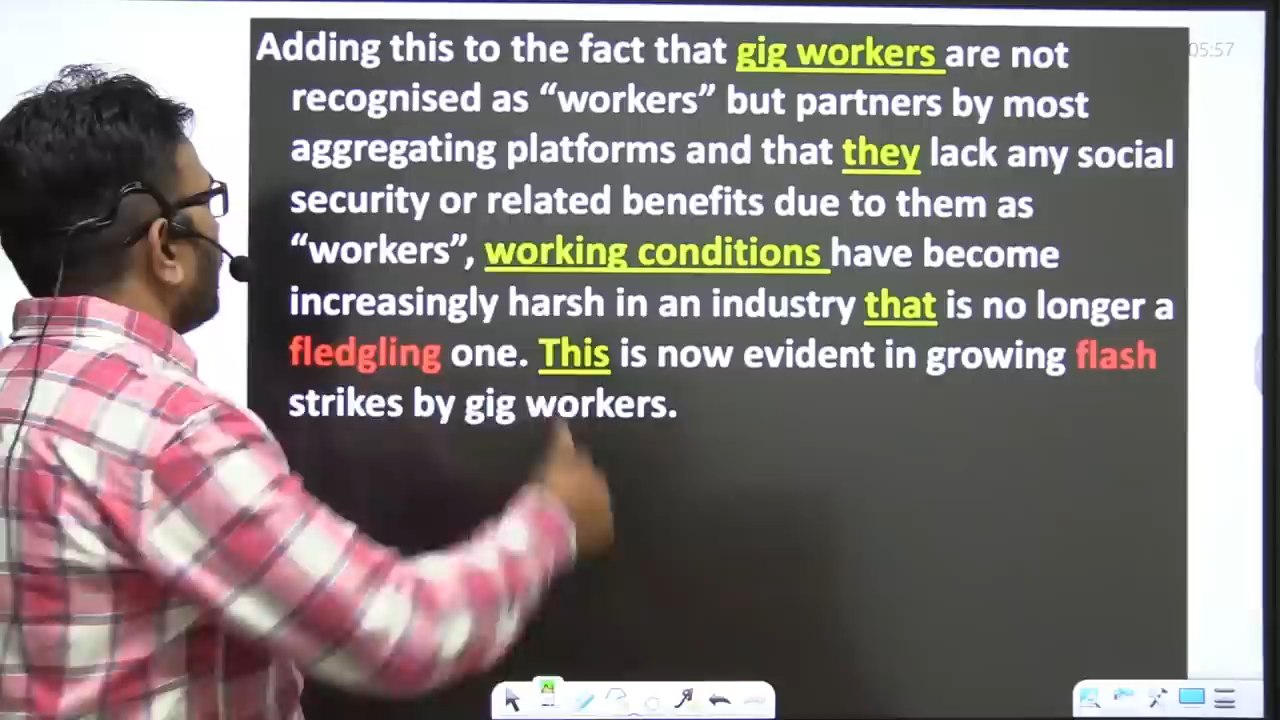 Adding this to the fact that gig workers are not
recognised as “workers” but partners by most
aggregating platforms and that they lack any social
security or related benefits due to them as
“workers”, working conditions have become
increasingly harsh in an industry that is no longer a
fledgling one. This is now evident in growing flash
strikes by gig workers.
05:57